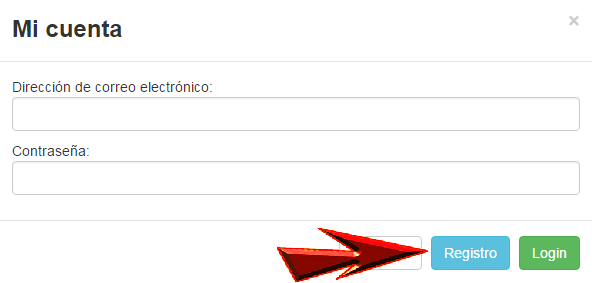 Mi cuenta
×
Dirección de correo electrónico:
Contraseña:
Registro
Login